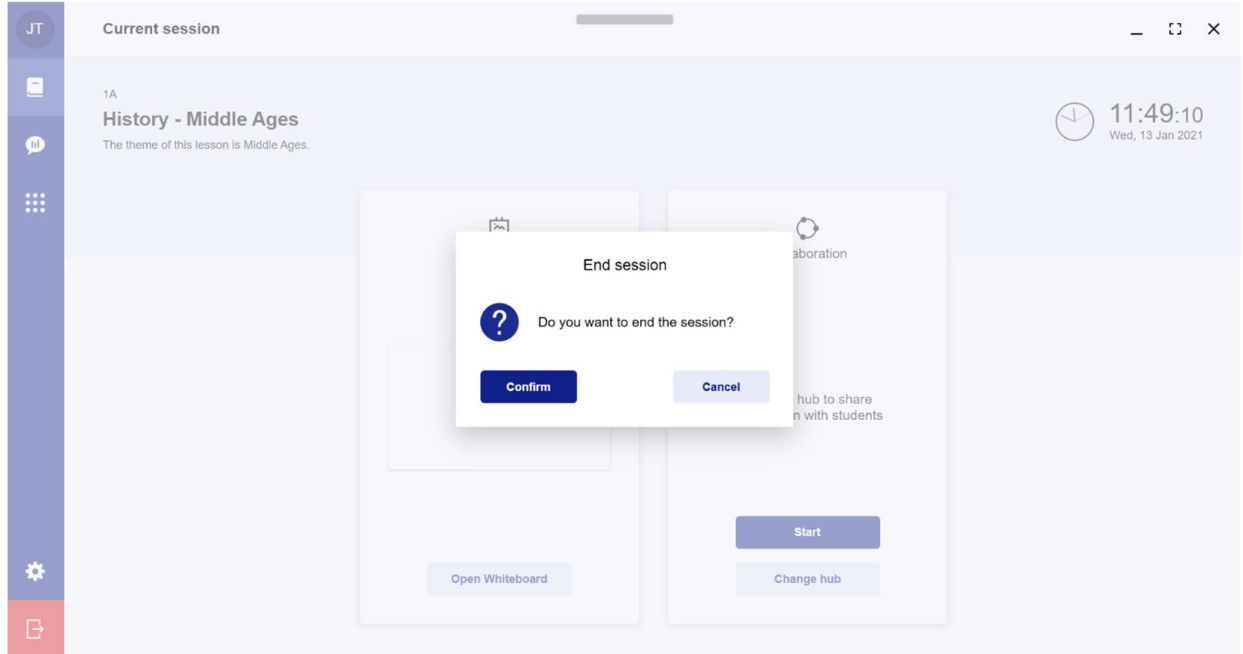 JT
Current session
1A
History - Middle Ages
The theme of this lesson is Middle Ages.
11:49:10
Wed, 13 Jan 2021
aboration
End session
Do you want to end the session?
Confirm
Cancel
hub to share
n with students
Start
Open Whiteboard
Change hub